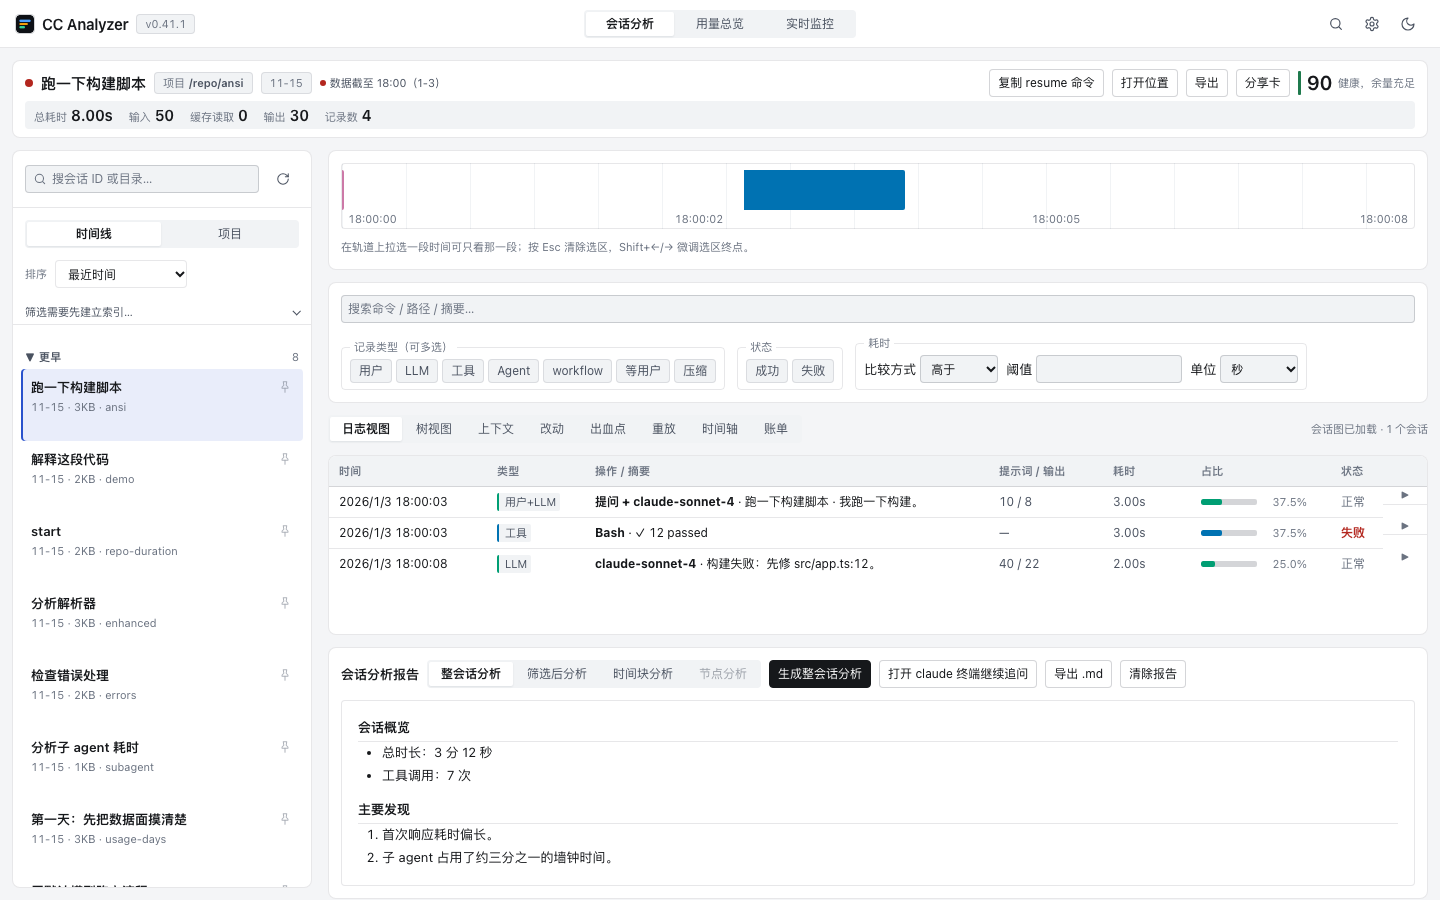 CC Analyzer v0.41.1 会话分析 用量总览 实时监控
跑一下构建脚本 项目 /repo/ansi 11-15 数据截至 18:00 (1-3) 复制 resume 命令 打开位置 导出 分享卡 90 健康，余量充足
总耗时 8.00s 输入 50 缓存读取 0 输出 30 记录数 4
搜会话 ID 或目录...
时间线 项目
排序 最近时间
筛选需要先建立索引...
▼ 更早 8
跑一下构建脚本
11-15 · 3KB · ansi
解释这段代码
11-15 · 2KB · demo
start
11-15 · 2KB · repo-duration
分析解析器
11-15 · 3KB · enhanced
检查错误处理
11-15 · 2KB · errors
分析子 agent 耗时
11-15 · 1KB · subagent
第一天：先把数据面摸清楚
11-15 · 3KB · usage-days
18:00:00 18:00:02 18:00:05 18:00:08
在轨道上拉选一段时间可只看那一段；按 Esc 清除选区，Shift+←/→ 微调选区终点。
搜索命令 / 路径 / 摘要...
记录类型（可多选） 状态 耗时
用户 LLM 工具 Agent workflow 等用户 压缩 成功 失败 比较方式 高于 阈值 单位 秒
日志视图 树视图 上下文 改动 出血点 重放 时间轴 账单 会话图已加载 · 1 个会话
时间 类型 操作 / 摘要 提示词 / 输出 耗时 占比 状态
2026/1/3 18:00:03 用户+LLM 提问 + claude-sonnet-4 · 跑一下构建脚本 · 我跑一下构建。 10 / 8 3.00s 37.5% 正常
2026/1/3 18:00:03 工具 Bash · ✓ 12 passed — 3.00s 37.5% 失败
2026/1/3 18:00:08 LLM claude-sonnet-4 · 构建失败：先修 src/app.ts:12。 40 / 22 2.00s 25.0% 正常
会话分析报告 整会话分析 筛选后分析 时间块分析 节点分析 生成整会话分析 打开 claude 终端继续追问 导出 .md 清除报告
会话概览
• 总时长：3 分 12 秒
• 工具调用：7 次
主要发现
1. 首次响应耗时偏长。
2. 子 agent 占用了约三分之一的墙钟时间。